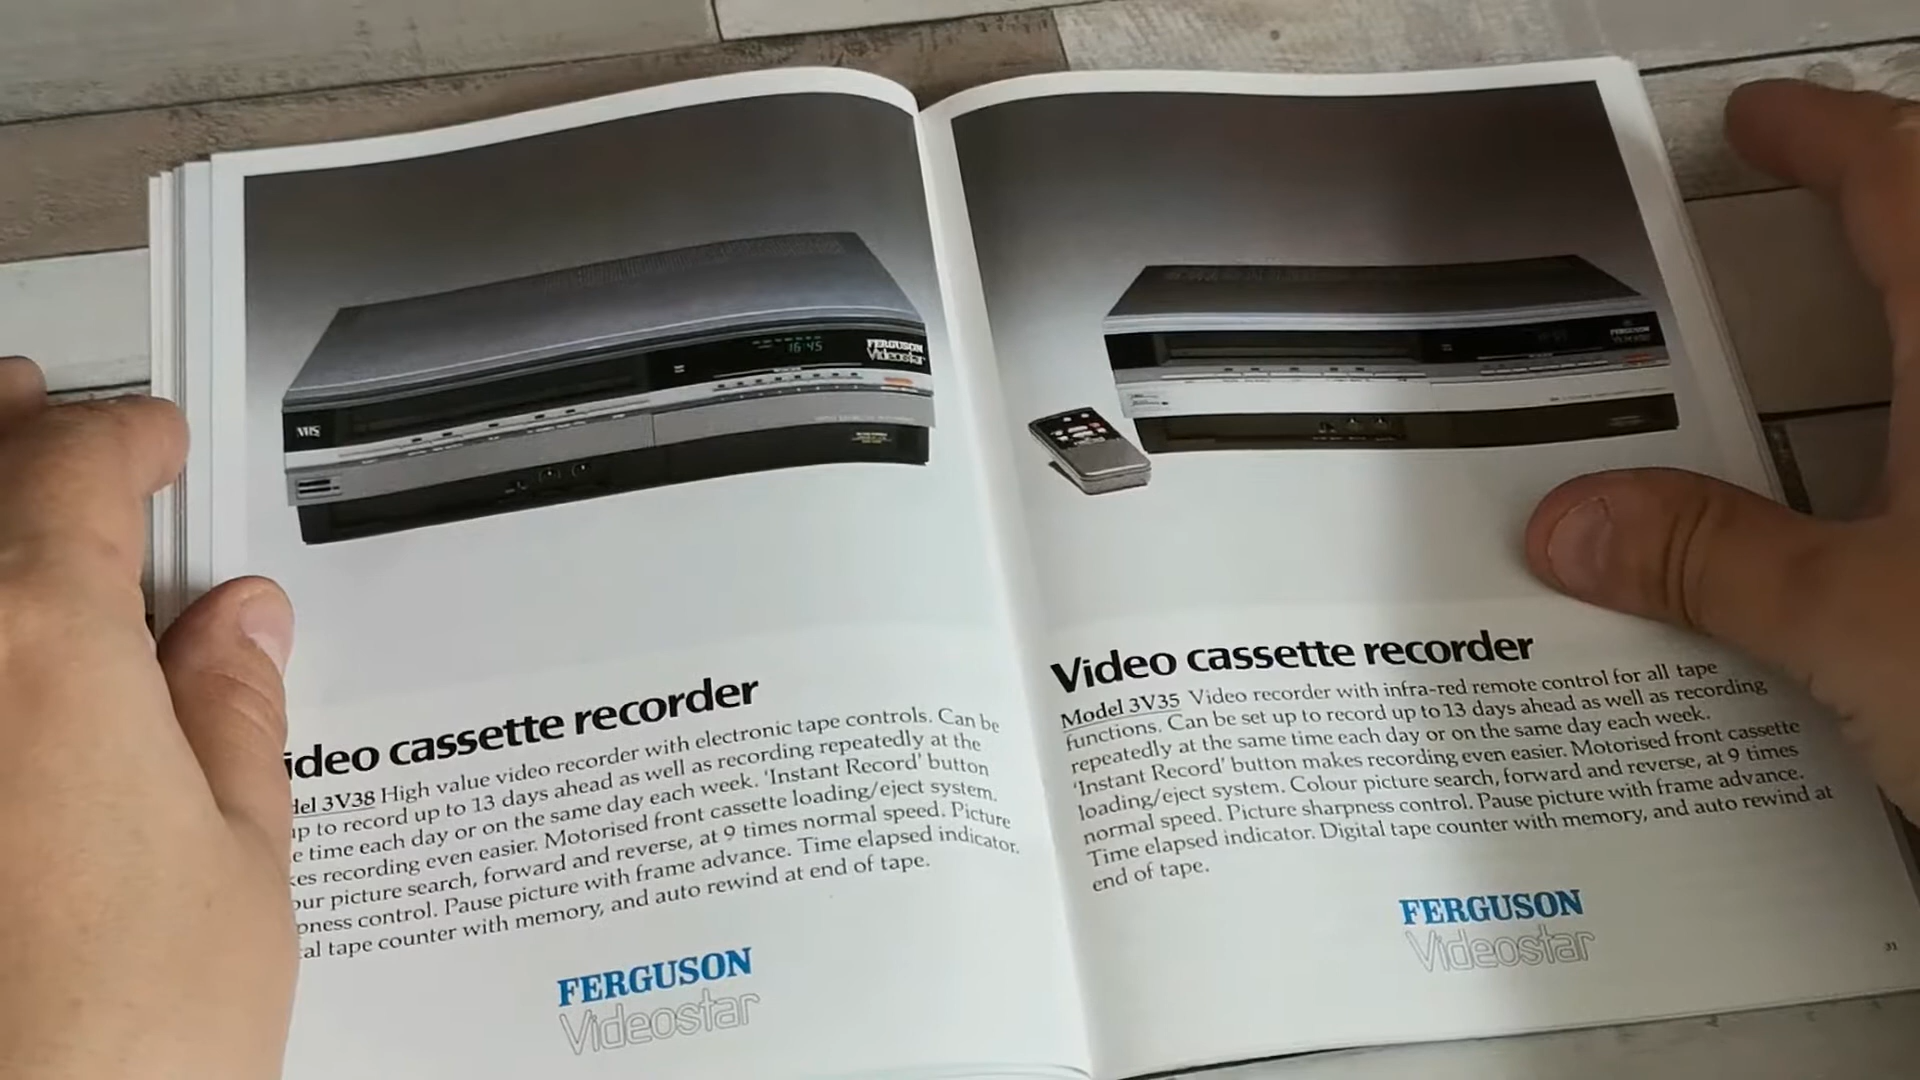 VHS
16:45
FERGUSON
Videostar
ideo cassette recorder
del 3V38 High value video recorder with electronic tape controls. Can be
up to record up to 13 days ahead as well as recording repeatedly at the
e time each day or on the same day each week. 'Instant Record' button
kes recording even easier. Motorised front cassette loading/eject system.
our picture search, forward and reverse, at 9 times normal speed. Picture
pness control. Pause picture with frame advance. Time elapsed indicator.
tal tape counter with memory, and auto rewind at end of tape.
FERGUSON
Videostar
FERGUSON
Video cassette recorder
Model 3V35 Video recorder with infra-red remote control for all tape
functions. Can be set up to record up to 13 days ahead as well as recording
repeatedly at the same time each day or on the same day each week.
'Instant Record' button makes recording even easier. Motorised front cassette
loading/eject system. Colour picture search, forward and reverse, at 9 times
normal speed. Picture sharpness control. Pause picture with frame advance.
Time elapsed indicator. Digital tape counter with memory, and auto rewind at
end of tape.
FERGUSON
Videostar
31